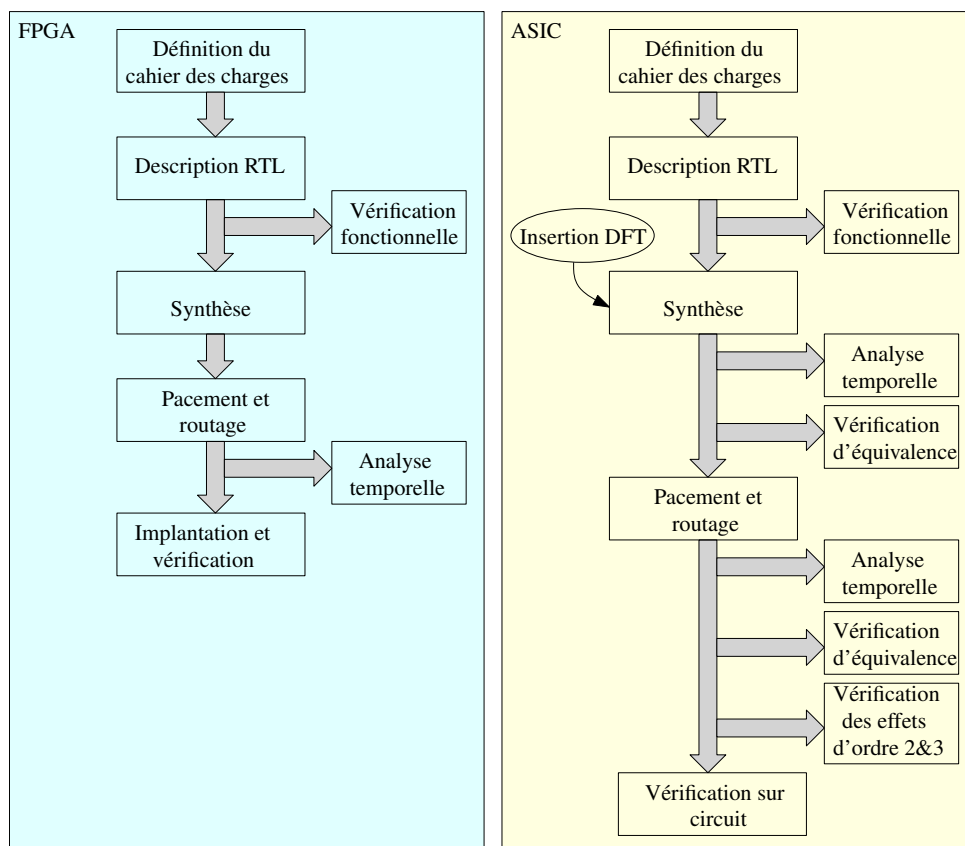 FPGA
Définition du
cahier des charges
Description RTL
Vérification
fonctionnelle
Synthèse
Pacement et
routage
Analyse
temporelle
Implantation et
vérification
ASIC
Définition du
cahier des charges
Description RTL
Vérification
fonctionnelle
Insertion DFT
Synthèse
Analyse
temporelle
Vérification
d'équivalence
Pacement et
routage
Analyse
temporelle
Vérification
d'équivalence
Vérification
des effets
d'ordre 2&3
Vérification sur
circuit